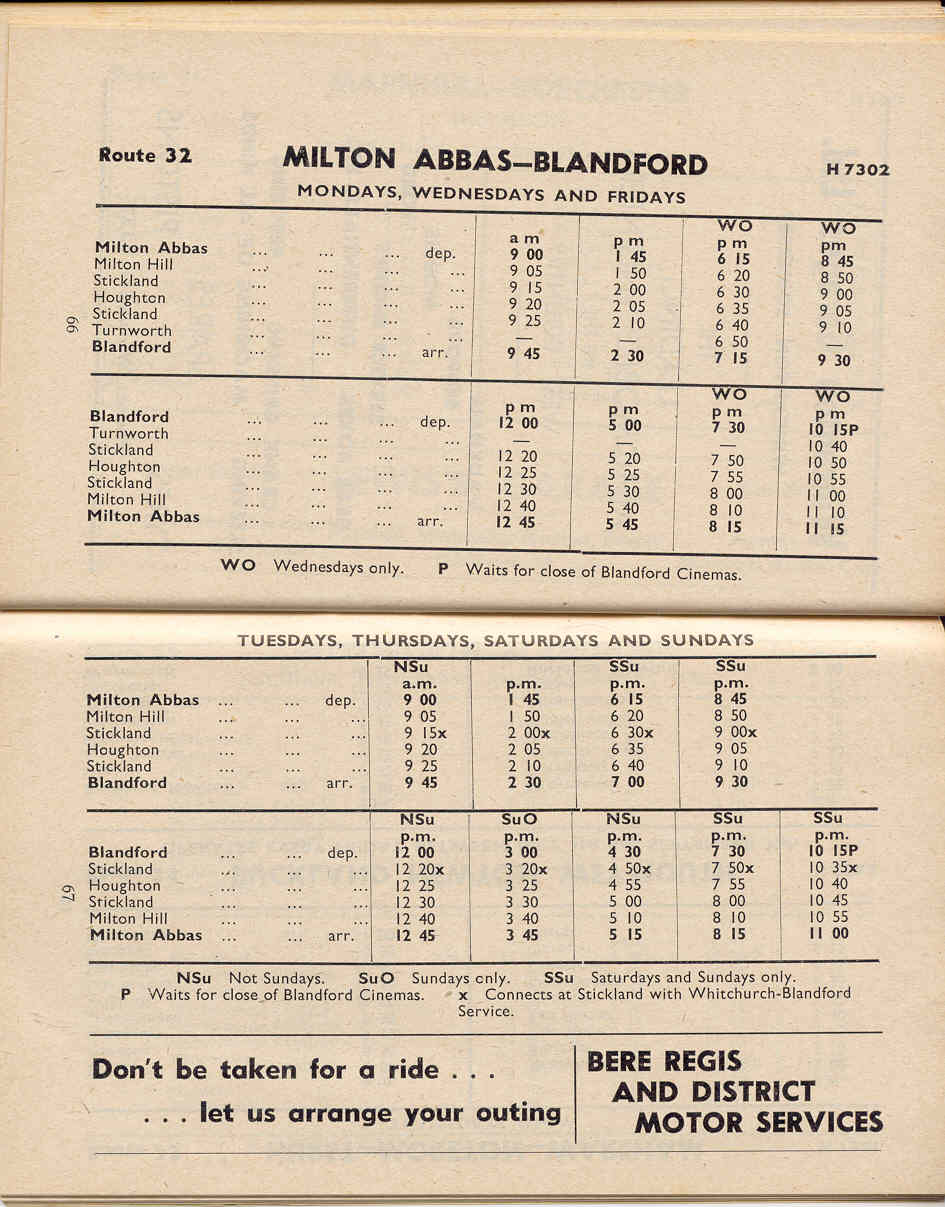 Route 32 MILTON ABBAS—BLANDFORD H 7302
MONDAYS, WEDNESDAYS AND FRIDAYS
WO WO
a m p m p m pm
Milton Abbas ... ... ... dep. 9 00 1 45 6 15 8 45
Milton Hill ... ... ... ... 9 05 1 50 6 20 8 50
Stickland ... ... ... ... 9 15 2 00 6 30 9 00
Houghton ... ... ... ... 9 20 2 05 6 35 9 05
Stickland ... ... ... ... 9 25 2 10 6 40 9 10
Turnworth ... ... ... ... — — 6 50 —
Blandford ... ... ... arr. 9 45 2 30 7 15 9 30
66
WO WO
p m p m p m p m
Blandford ... ... ... dep. 12 00 5 00 7 30 10 15P
Turnworth ... ... ... ... — — — 10 40
Stickland ... ... ... ... 12 20 5 20 7 50 10 50
Houghton ... ... ... ... 12 25 5 25 7 55 10 55
Stickland ... ... ... ... 12 30 5 30 8 00 11 00
Milton Hill ... ... ... ... 12 40 5 40 8 10 11 10
Milton Abbas ... ... ... arr. 12 45 5 45 8 15 11 15
WO Wednesdays only. P Waits for close of Blandford Cinemas.
TUESDAYS, THURSDAYS, SATURDAYS AND SUNDAYS
NSu SSu SSu
a.m. p.m. p.m. p.m.
Milton Abbas ... ... dep. 9 00 1 45 6 15 8 45
Milton Hill ... ... ... 9 05 1 50 6 20 8 50
Stickland ... ... ... 9 15x 2 00x 6 30x 9 00x
Houghton ... ... ... 9 20 2 05 6 35 9 05
Stickland ... ... ... 9 25 2 10 6 40 9 10
Blandford ... ... arr. 9 45 2 30 7 00 9 30
NSu SuO NSu SSu SSu
p.m. p.m. p.m. p.m. p.m.
Blandford ... ... dep. 12 00 3 00 4 30 7 30 10 15P
Stickland ... ... ... 12 20x 3 20x 4 50x 7 50x 10 35x
Houghton ... ... ... 12 25 3 25 4 55 7 55 10 40
Stickland ... ... ... 12 30 3 30 5 00 8 00 10 45
Milton Hill ... ... ... 12 40 3 40 5 10 8 10 10 55
Milton Abbas ... ... arr. 12 45 3 45 5 15 8 15 11 00
67
NSu Not Sundays. SuO Sundays only. SSu Saturdays and Sundays only.
P Waits for close of Blandford Cinemas. x Connects at Stickland with Whitchurch-Blandford
Service.
Don't be taken for a ride . . .
. . . let us arrange your outing
BERE REGIS
AND DISTRICT
MOTOR SERVICES